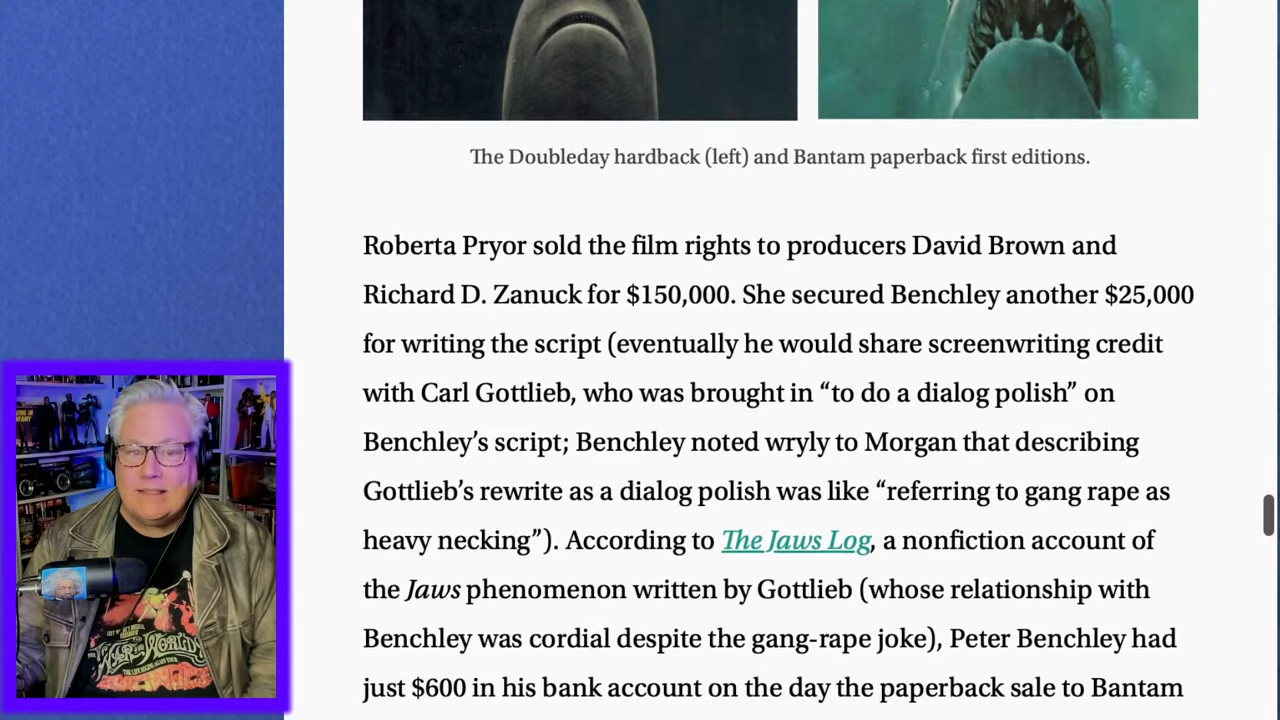 The Doubleday hardback (left) and Bantam paperback first editions.
Roberta Pryor sold the film rights to producers David Brown and
Richard D. Zanuck for $150,000. She secured Benchley another $25,000
for writing the script (eventually he would share screenwriting credit
with Carl Gottlieb, who was brought in “to do a dialog polish” on
Benchley’s script; Benchley noted wryly to Morgan that describing
Gottlieb’s rewrite as a dialog polish was like “referring to gang rape as
heavy necking”). According to The Jaws Log, a nonfiction account of
the Jaws phenomenon written by Gottlieb (whose relationship with
Benchley was cordial despite the gang-rape joke), Peter Benchley had
just $600 in his bank account on the day the paperback sale to Bantam